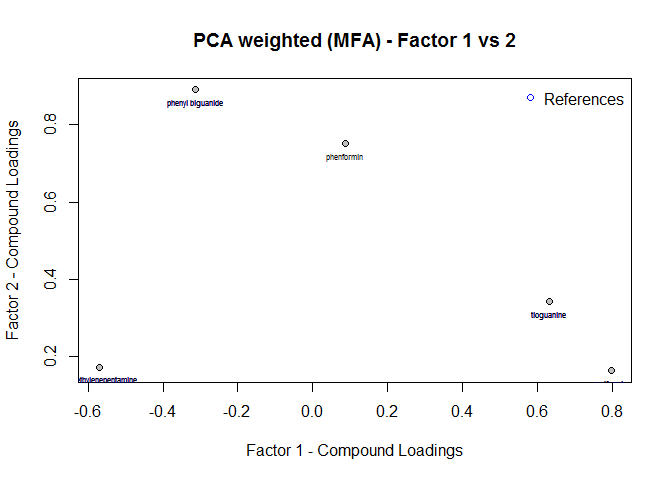 PCA weighted (MFA) - Factor 1 vs 2
References
phenyl biguanide
phenformin
tioguanine
thylenepentamine
0.8
0.6
0.4
0.2
Factor 2 - Compound Loadings
-0.6 -0.4 -0.2 0.0 0.2 0.4 0.6 0.8
Factor 1 - Compound Loadings